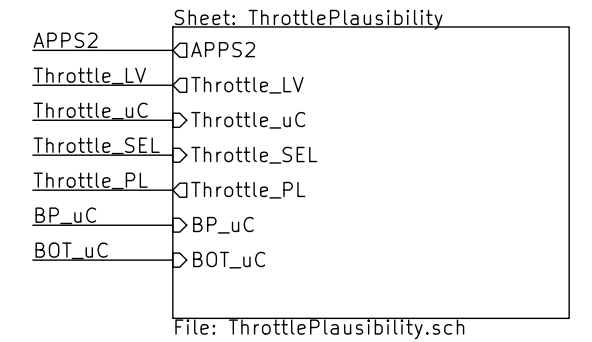 Sheet: ThrottlePlausibility
APPS2 APPS2
Throttle_LV Throttle_LV
Throttle_uC Throttle_uC
Throttle_SEL Throttle_SEL
Throttle_PL Throttle_PL
BP_uC BP_uC
BOT_uC BOT_uC
File: ThrottlePlausibility.sch